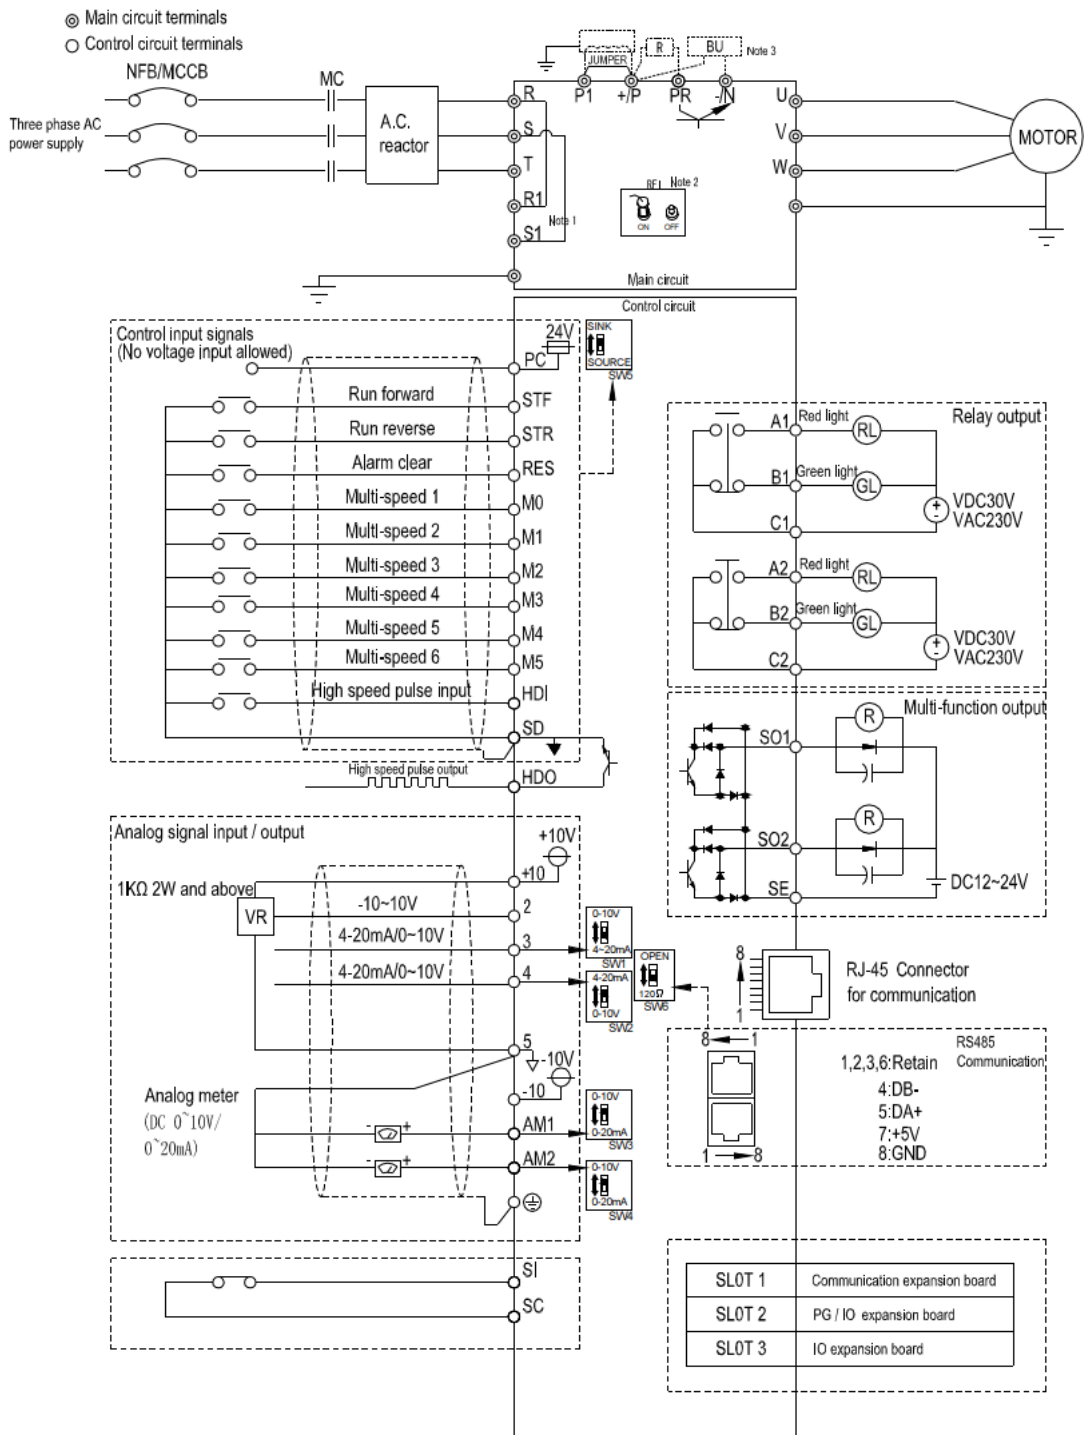 Main circuit terminals
Control circuit terminals
NFB/MCCB
MC
Three phase AC
power supply
A.C.
reactor
R
S
T
R1
S1
Note 1
JUMPER
R
BU
Note 3
P1
+/P
PR
-/N
U
V
W
MOTOR
RFI
Note 2
ON
OFF
Main circuit
Control circuit
Control input signals
(No voltage input allowed)
24V
PC
SINK
SOURCE
SW5
Run forward
STF
Run reverse
STR
Alarm clear
RES
Multi-speed 1
M0
Multi-speed 2
M1
Multi-speed 3
M2
Multi-speed 4
M3
Multi-speed 5
M4
Multi-speed 6
M5
High speed pulse input
HDI
SD
High speed pulse output
HDO
Relay output
A1
Red light
RL
B1
Green light
GL
C1
+
-
VDC30V
VAC230V
A2
Red light
RL
B2
Green light
GL
C2
+
-
VDC30V
VAC230V
Multi-function output
R
SO1
R
SO2
SE
DC12~24V
Analog signal input / output
+10V
+10
1KΩ 2W and above
VR
-10~10V
2
4-20mA/0~10V
3
4-20mA/0~10V
4
5
-10V
-10
0-10V
4~20mA
SW1
4-20mA
0-10V
SW2
OPEN
120Ω
SW6
Analog meter
(DC 0~10V/
0~20mA)
-
+
AM1
-
+
AM2
0-10V
0-20mA
SW3
0-10V
0-20mA
SW4
8
1
RJ-45 Connector
for communication
8
1
1
8
RS485
Communication
1,2,3,6:Retain
4:DB-
5:DA+
7:+5V
8:GND
SI
SC
SLOT 1
Communication expansion board
SLOT 2
PG / IO expansion board
SLOT 3
IO expansion board